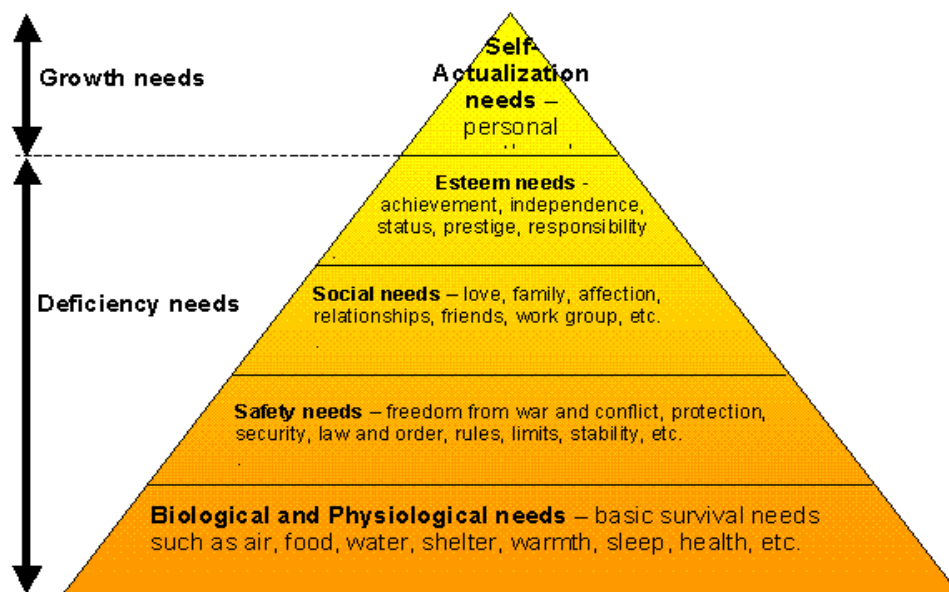 Self-
Actualization
needs –
personal
Growth needs
Esteem needs -
achievement, independence,
status, prestige, responsibility
Deficiency needs
Social needs – love, family, affection,
relationships, friends, work group, etc.
Safety needs – freedom from war and conflict, protection,
security, law and order, rules, limits, stability, etc.
Biological and Physiological needs – basic survival needs
such as air, food, water, shelter, warmth, sleep, health, etc.